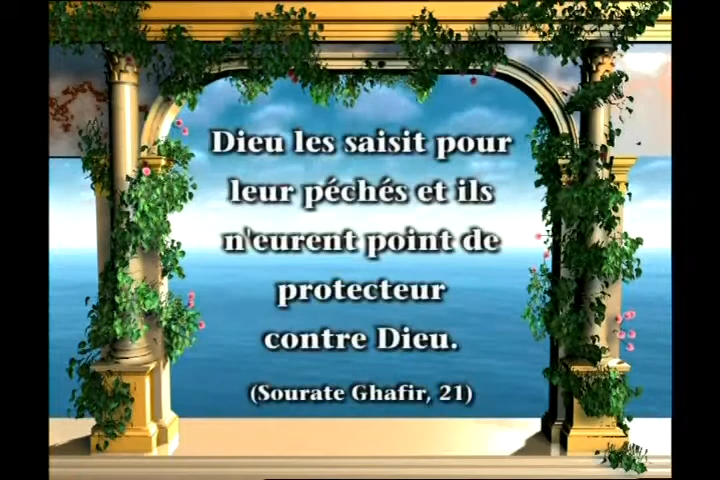 Dieu les saisit pour
leur péchés et ils
n'eurent point de
protecteur
contre Dieu.
(Sourate Ghafir, 21)